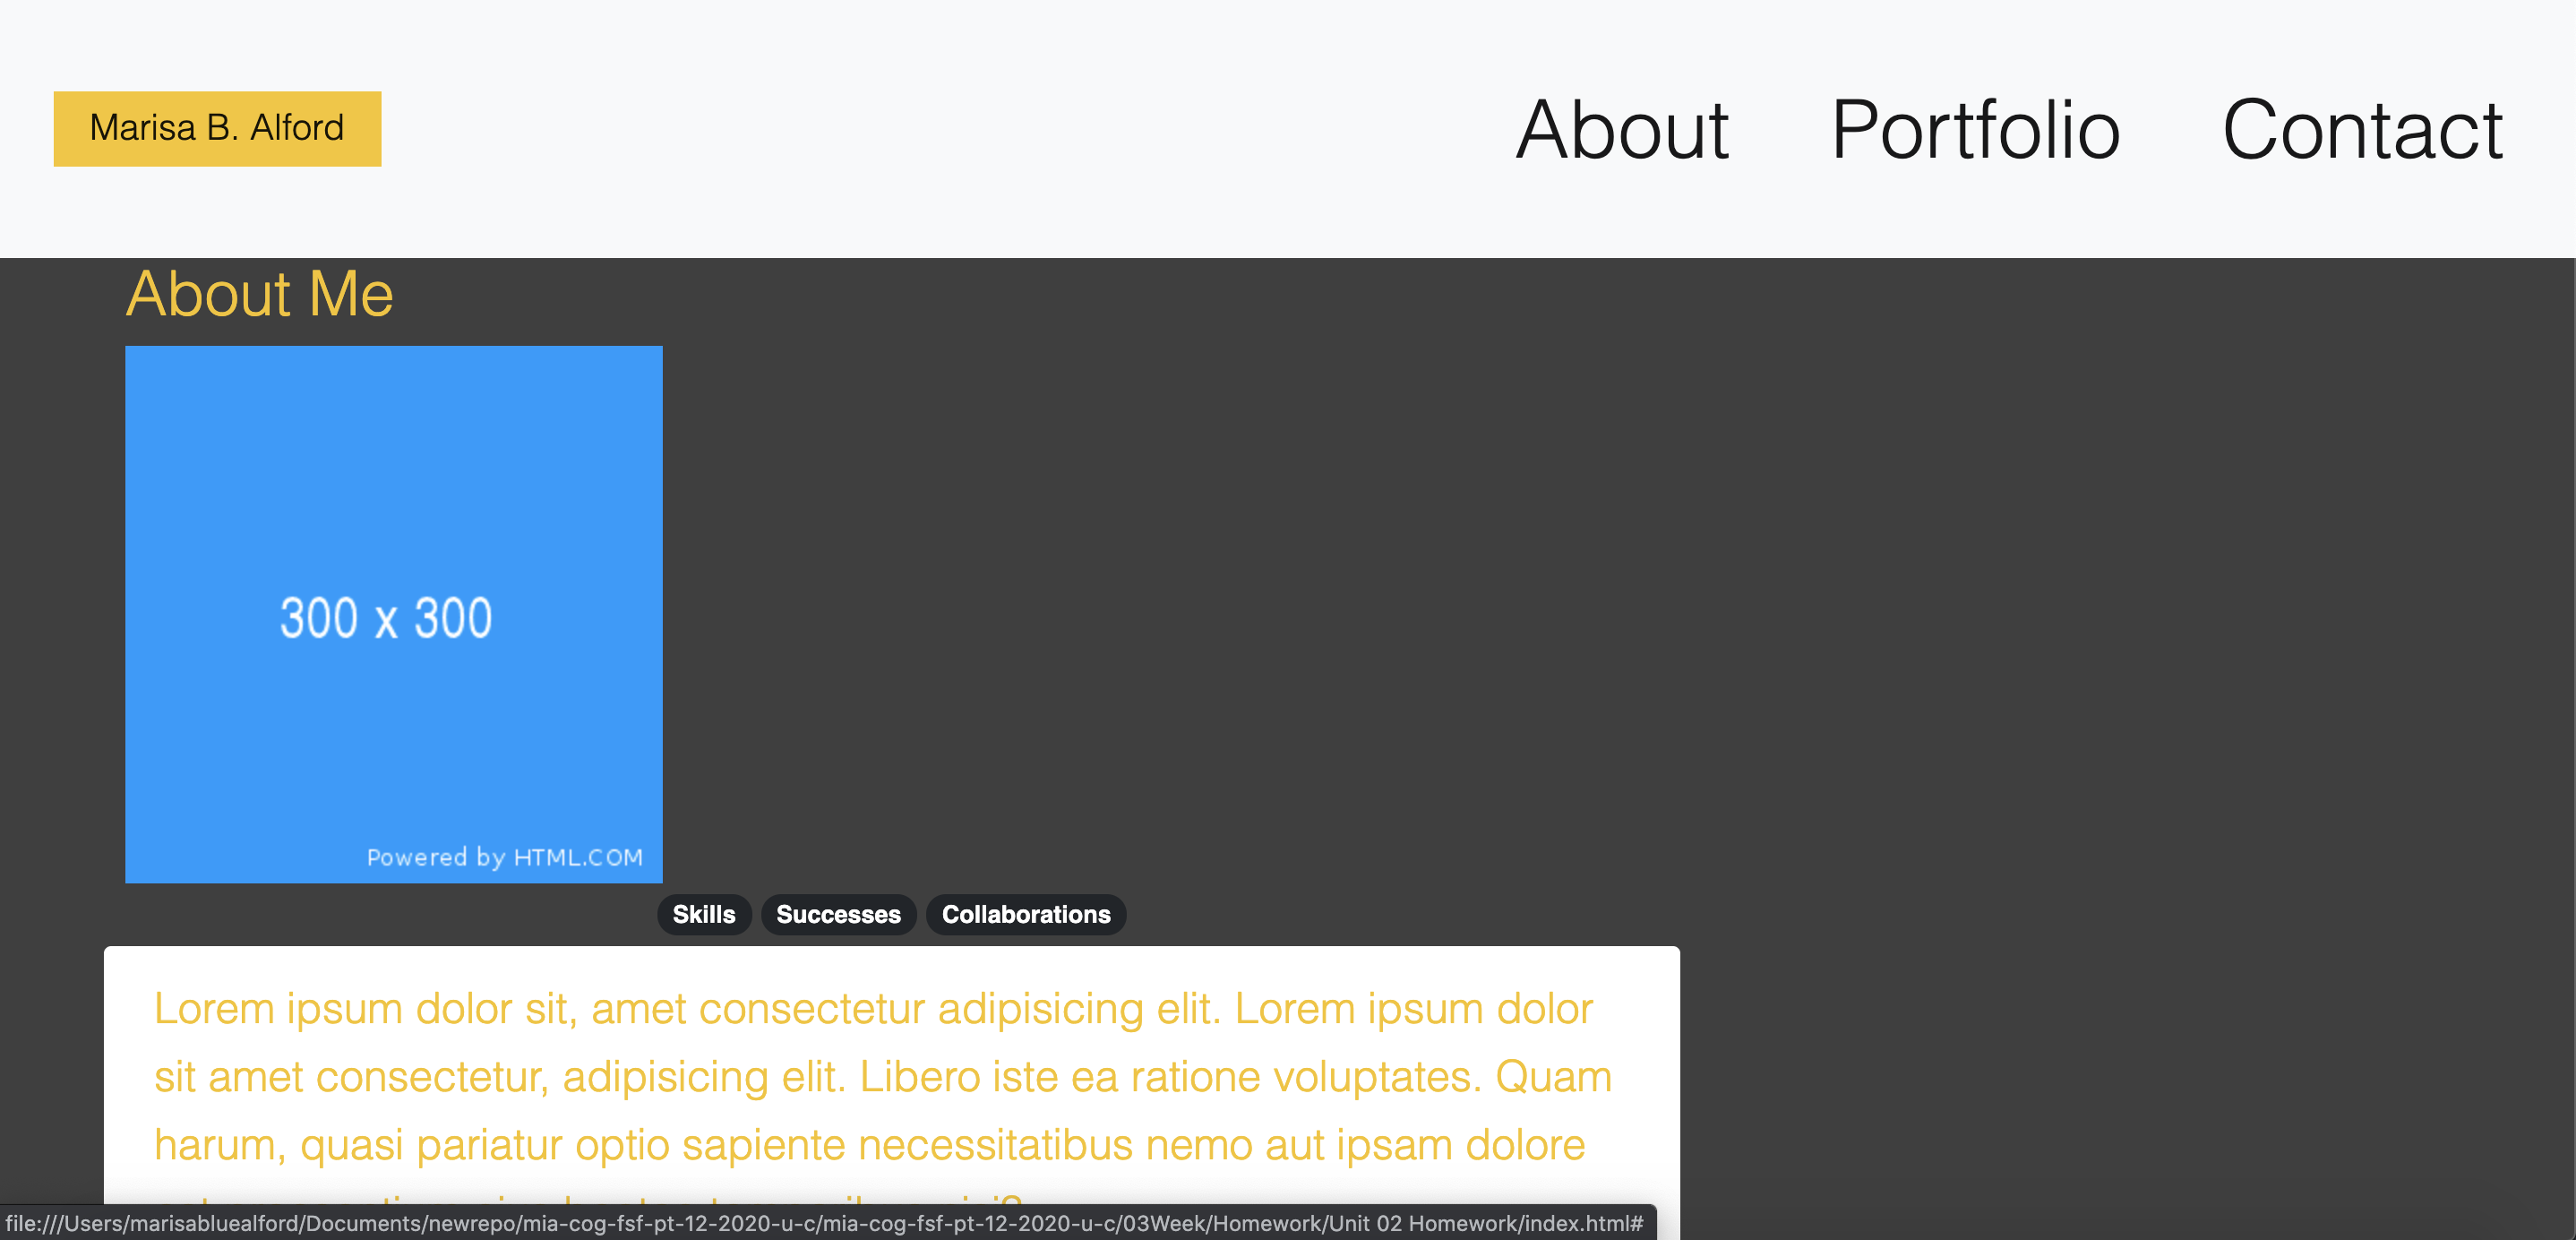 Marisa B. Alford
About Portfolio Contact
About Me
300 x 300
Powered by HTML.COM
Skills Successes Collaborations
Lorem ipsum dolor sit, amet consectetur adipisicing elit. Lorem ipsum dolor
sit amet consectetur, adipisicing elit. Libero iste ea ratione voluptates. Quam
harum, quasi pariatur optio sapiente necessitatibus nemo aut ipsam dolore
file:///Users/marisabluealford/Documents/newrepo/mia-cog-fsf-pt-12-2020-u-c/mia-cog-fsf-pt-12-2020-u-c/03Week/Homework/Unit 02 Homework/index.html#